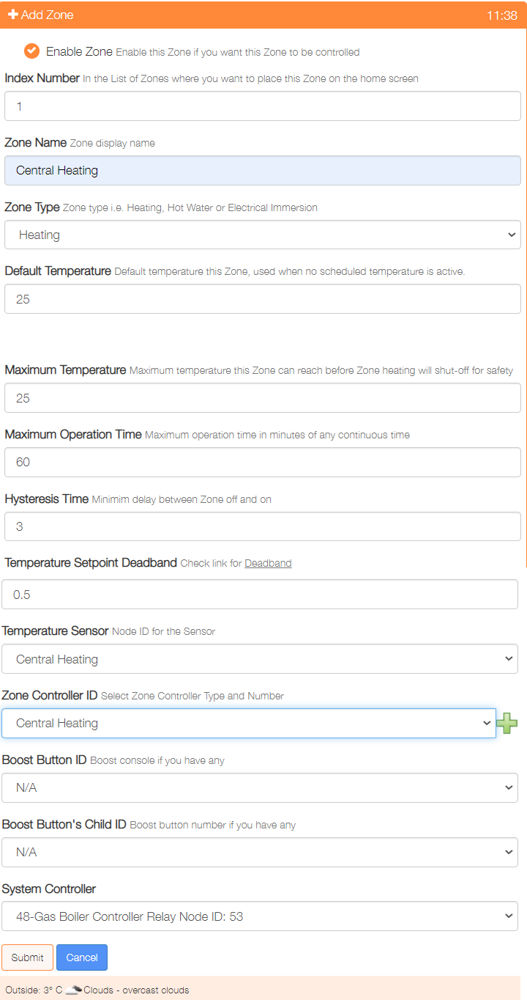 Add Zone 11:38
Enable Zone Enable this Zone if you want this Zone to be controlled
Index Number In the List of Zones where you want to place this Zone on the home screen
1
Zone Name Zone display name
Central Heating
Zone Type Zone type i.e. Heating, Hot Water or Electrical Immersion
Heating
Default Temperature Default temperature this Zone, used when no scheduled temperature is active.
25
Maximum Temperature Maximum temperature this Zone can reach before Zone heating will shut-off for safety
25
Maximum Operation Time Maximum operation time in minutes of any continuous time
60
Hysteresis Time Minimim delay between Zone off and on
3
Temperature Setpoint Deadband Check link for Deadband
0.5
Temperature Sensor Node ID for the Sensor
Central Heating
Zone Controller ID Select Zone Controller Type and Number
Central Heating
Boost Button ID Boost console if you have any
N/A
Boost Button's Child ID Boost button number if you have any
N/A
System Controller
48-Gas Boiler Controller Relay Node ID: 53
Submit Cancel
Outside: 3° C Clouds - overcast clouds